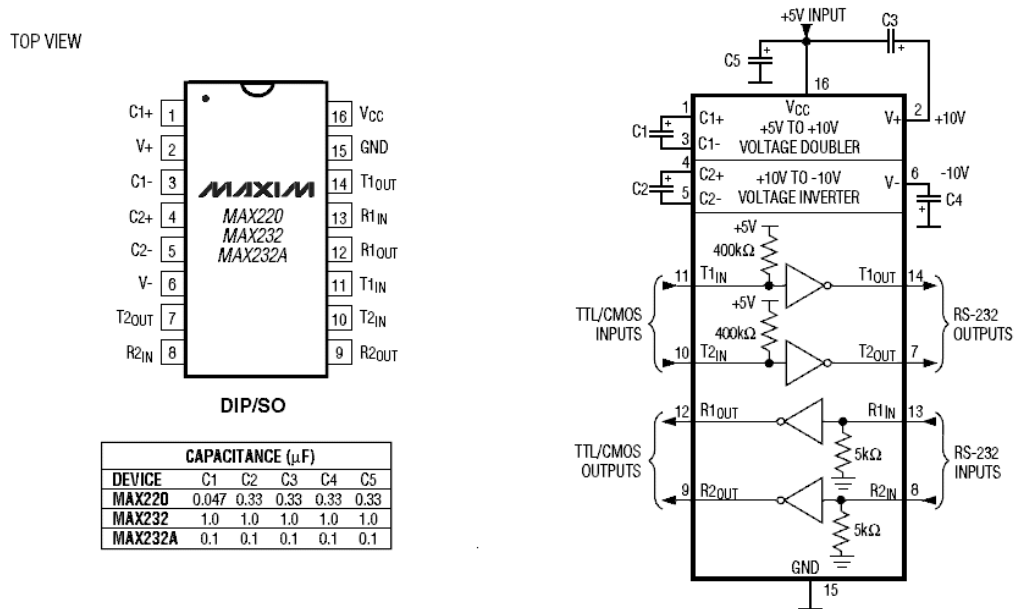 TOP VIEW
C1+ 1
V+ 2
C1- 3
C2+ 4
C2- 5
V- 6
T2OUT 7
R2IN 8
16 VCC
15 GND
14 T1OUT
13 R1IN
12 R1OUT
11 T1IN
10 T2IN
9 R2OUT
MAXIM
MAX220
MAX232
MAX232A
DIP/SO
CAPACITANCE (μF)
DEVICE C1 C2 C3 C4 C5
MAX220 0.047 0.33 0.33 0.33 0.33
MAX232 1.0 1.0 1.0 1.0 1.0
MAX232A 0.1 0.1 0.1 0.1 0.1
+5V INPUT
C3
+
C5
+
16
VCC
1
C1+
C1
+
3
C1-
+5V TO +10V
VOLTAGE DOUBLER
V+
2
+10V
4
C2+
C2
+
5
C2-
+10V TO -10V
VOLTAGE INVERTER
V-
6
-10V
C4
+
+5V
400kΩ
11 T1IN
T1OUT 14
+5V
400kΩ
10 T2IN
T2OUT 7
TTL/CMOS
INPUTS
RS-232
OUTPUTS
12 R1OUT
R1IN 13
5kΩ
9 R2OUT
R2IN 8
5kΩ
TTL/CMOS
OUTPUTS
RS-232
INPUTS
GND
15